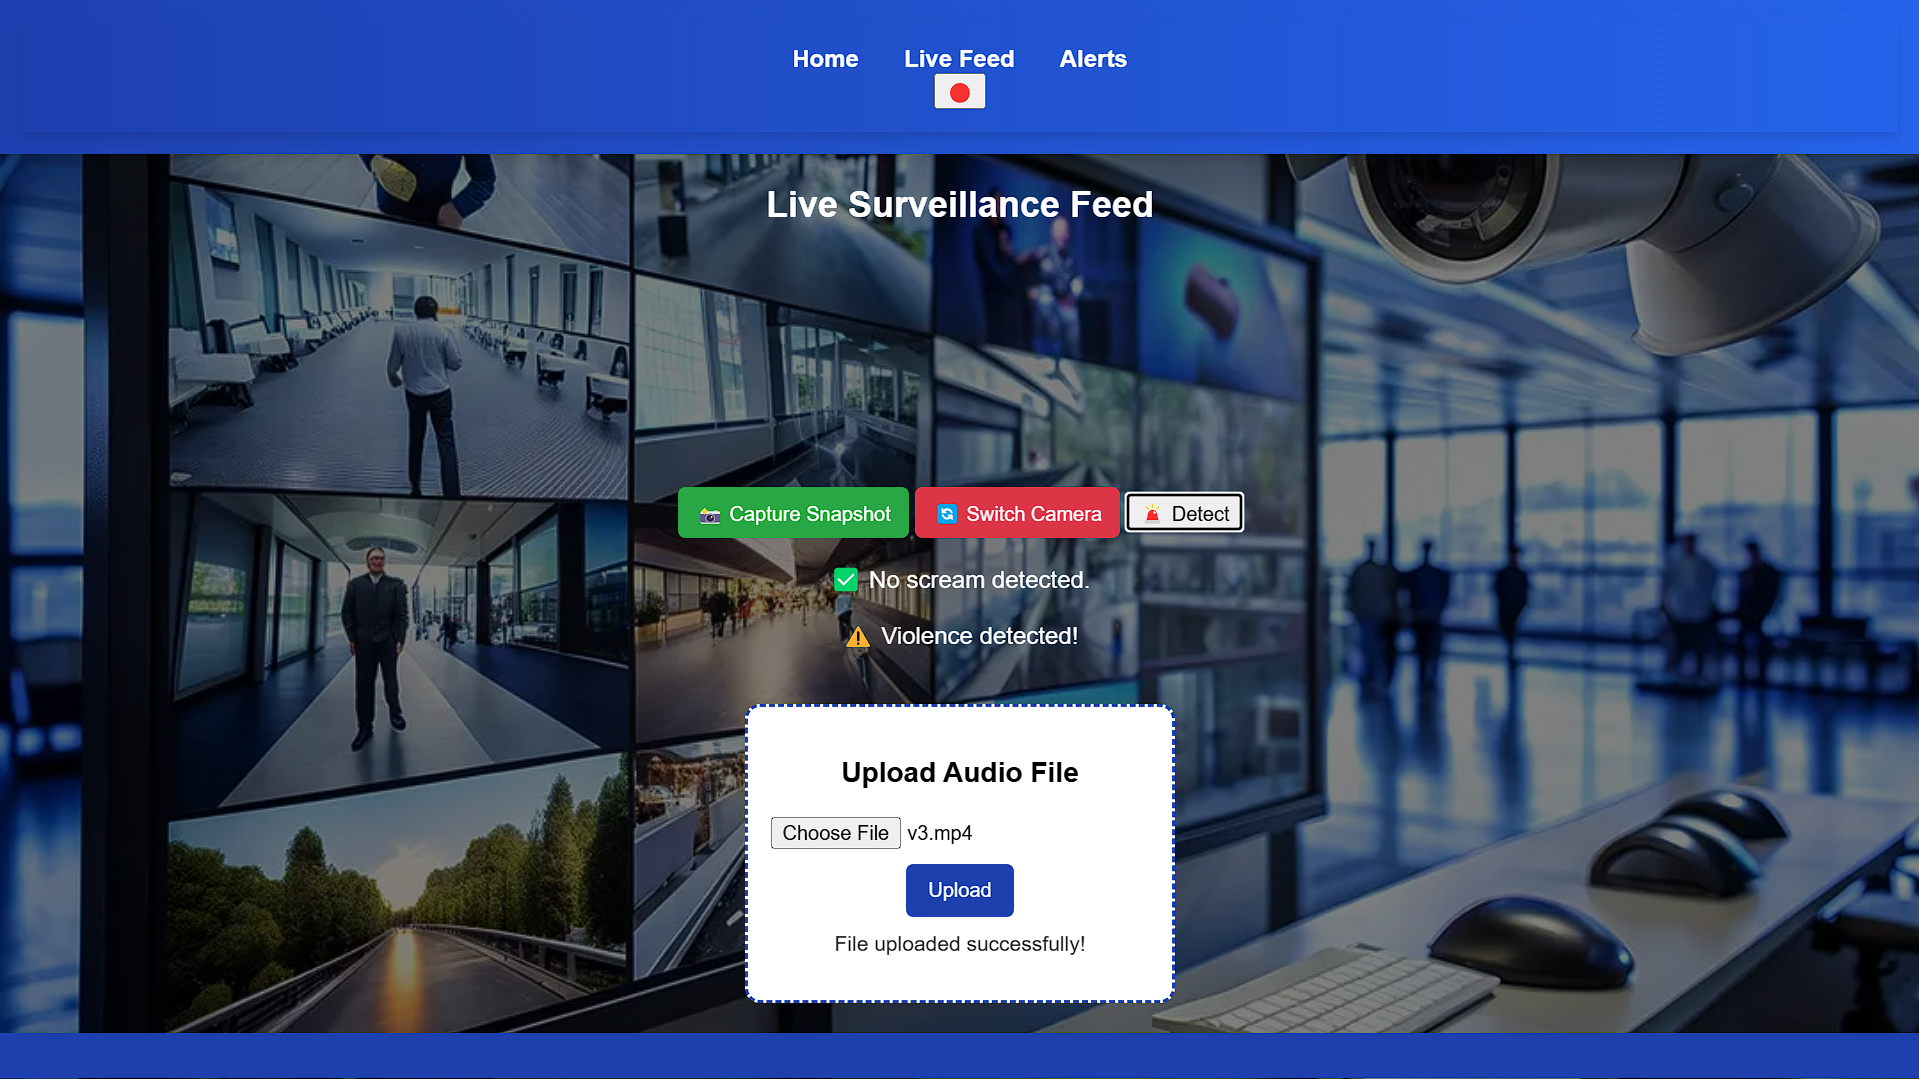 Home Live Feed Alerts
Live Surveillance Feed
📸 Capture Snapshot 🔄 Switch Camera 🚨 Detect
✅ No scream detected.
⚠️ Violence detected!
Upload Audio File
Choose File v3.mp4
Upload
File uploaded successfully!